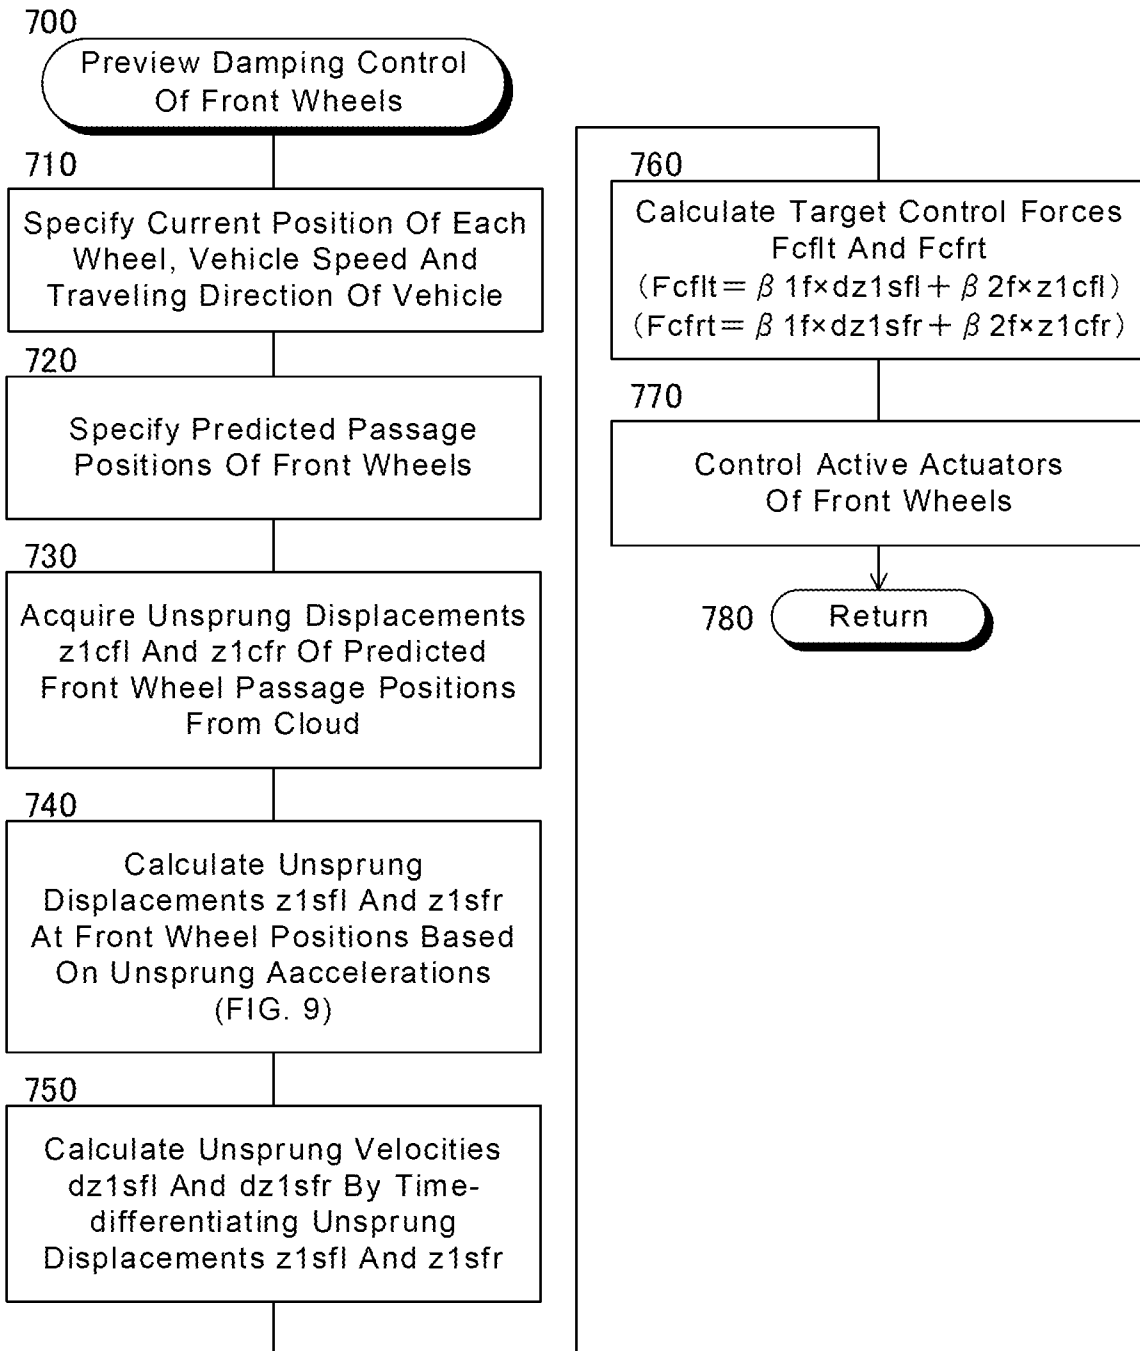 700
Preview Damping Control
Of Front Wheels
710
Specify Current Position Of Each
Wheel, Vehicle Speed And
Traveling Direction Of Vehicle
720
Specify Predicted Passage
Positions Of Front Wheels
730
Acquire Unsprung Displacements
z1cfl And z1cfr Of Predicted
Front Wheel Passage Positions
From Cloud
740
Calculate Unsprung
Displacements z1sfl And z1sfr
At Front Wheel Positions Based
On Unsprung Aaccelerations
(FIG. 9)
750
Calculate Unsprung Velocities
dz1sfl And dz1sfr By Time-
differentiating Unsprung
Displacements z1sfl And z1sfr
760
Calculate Target Control Forces
Fcflt And Fcfrt
(Fcflt=β1f×dz1sfl+β2f×z1cfl)
(Fcfrt=β1f×dz1sfr+β2f×z1cfr)
770
Control Active Actuators
Of Front Wheels
780
Return